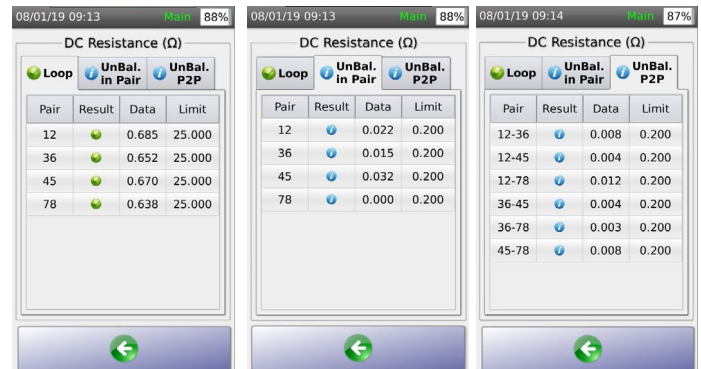 08/01/19 09:13 Main 88%
DC Resistance (Ω)
Loop UnBal. in Pair UnBal. P2P
Pair Result Data Limit
12 0.685 25.000
36 0.652 25.000
45 0.670 25.000
78 0.638 25.000
08/01/19 09:13 Main 88%
DC Resistance (Ω)
Loop UnBal. in Pair UnBal. P2P
Pair Result Data Limit
12 0.022 0.200
36 0.015 0.200
45 0.032 0.200
78 0.000 0.200
08/01/19 09:14 Main 87%
DC Resistance (Ω)
Loop UnBal. in Pair UnBal. P2P
Pair Result Data Limit
12-36 0.008 0.200
12-45 0.004 0.200
12-78 0.012 0.200
36-45 0.004 0.200
36-78 0.003 0.200
45-78 0.008 0.200